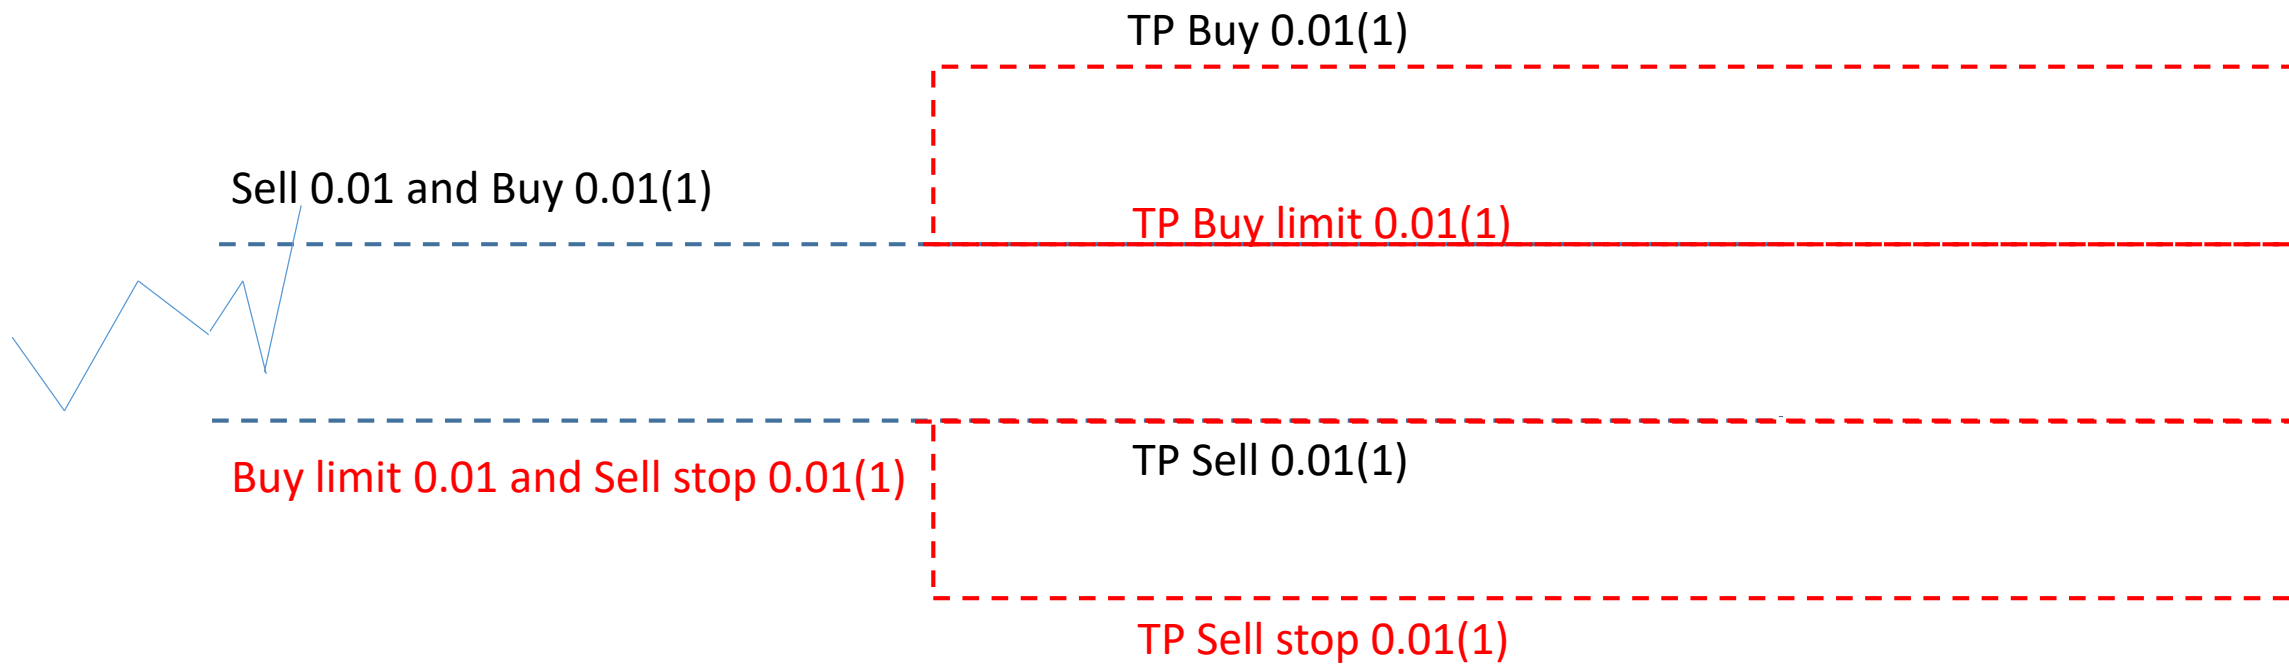 TP Buy 0.01(1)
Sell 0.01 and Buy 0.01(1)
TP Buy limit 0.01(1)
TP Sell 0.01(1)
Buy limit 0.01 and Sell stop 0.01(1)
TP Sell stop 0.01(1)